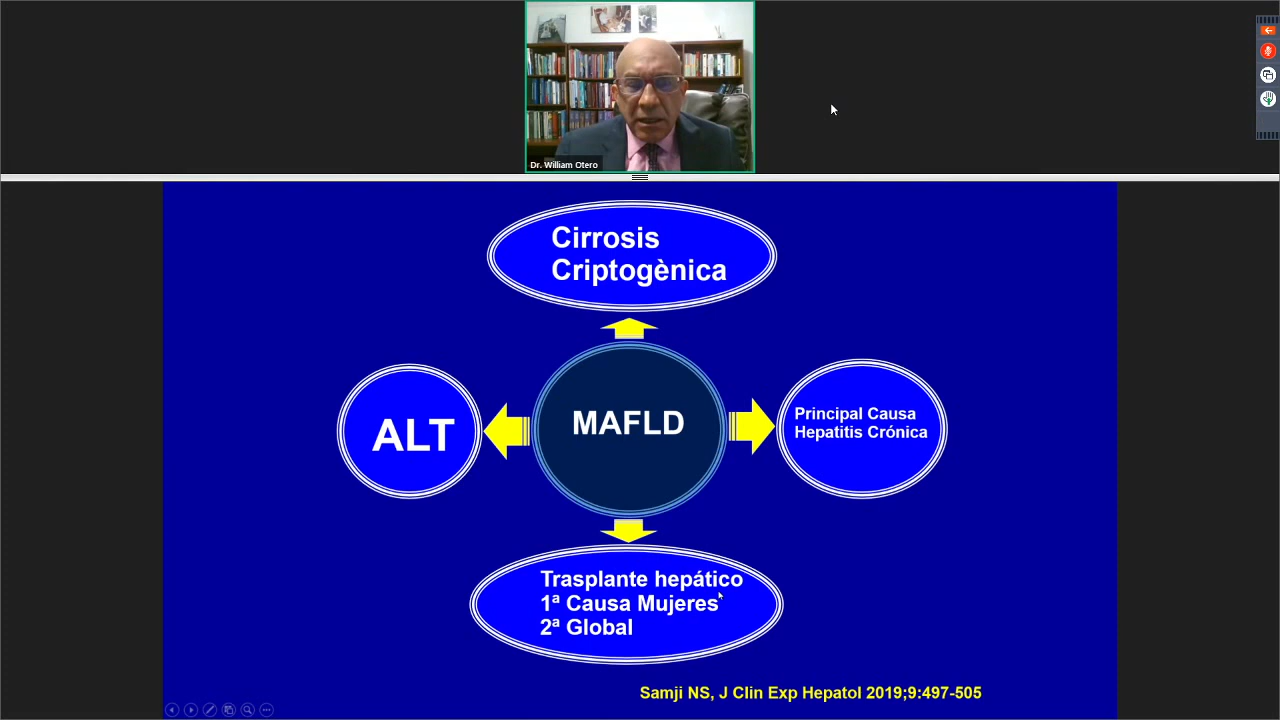 Dr. William Otero
Cirrosis
Criptogènica
ALT
MAFLD
Principal Causa
Hepatitis Crónica
Trasplante hepático
1ª Causa Mujeres
2ª Global
Samji NS, J Clin Exp Hepatol 2019;9:497-505